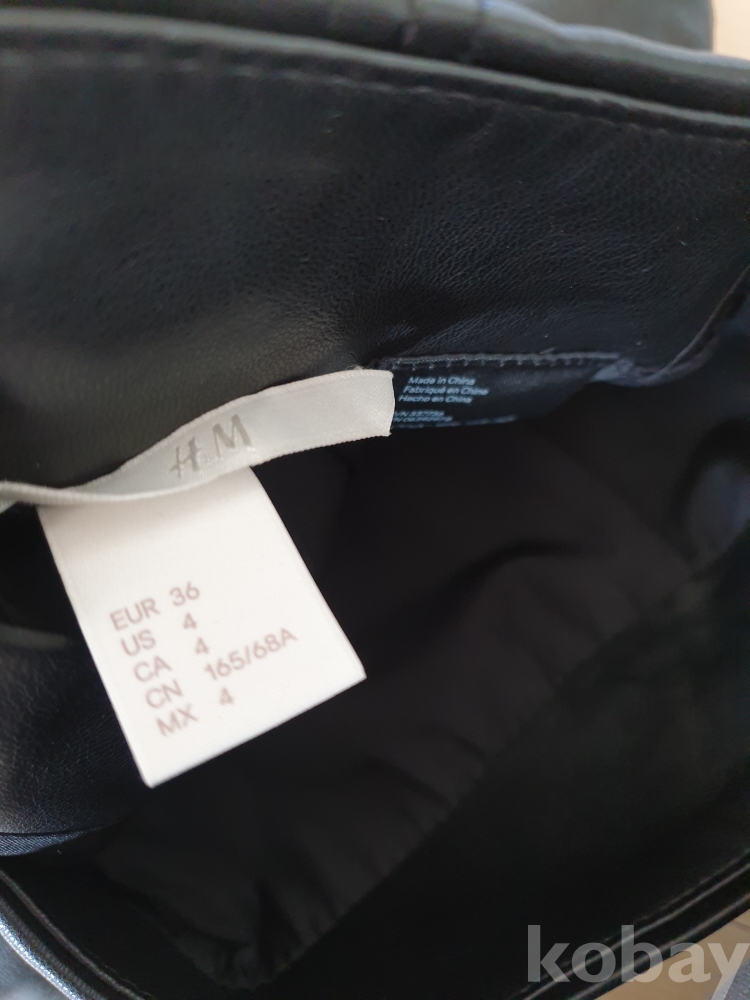 Made in China
Fabriqué en China
Hecho en China
H&M
EUR 36
US 4
CA 4
CN 165/68A
MX 4
kobay